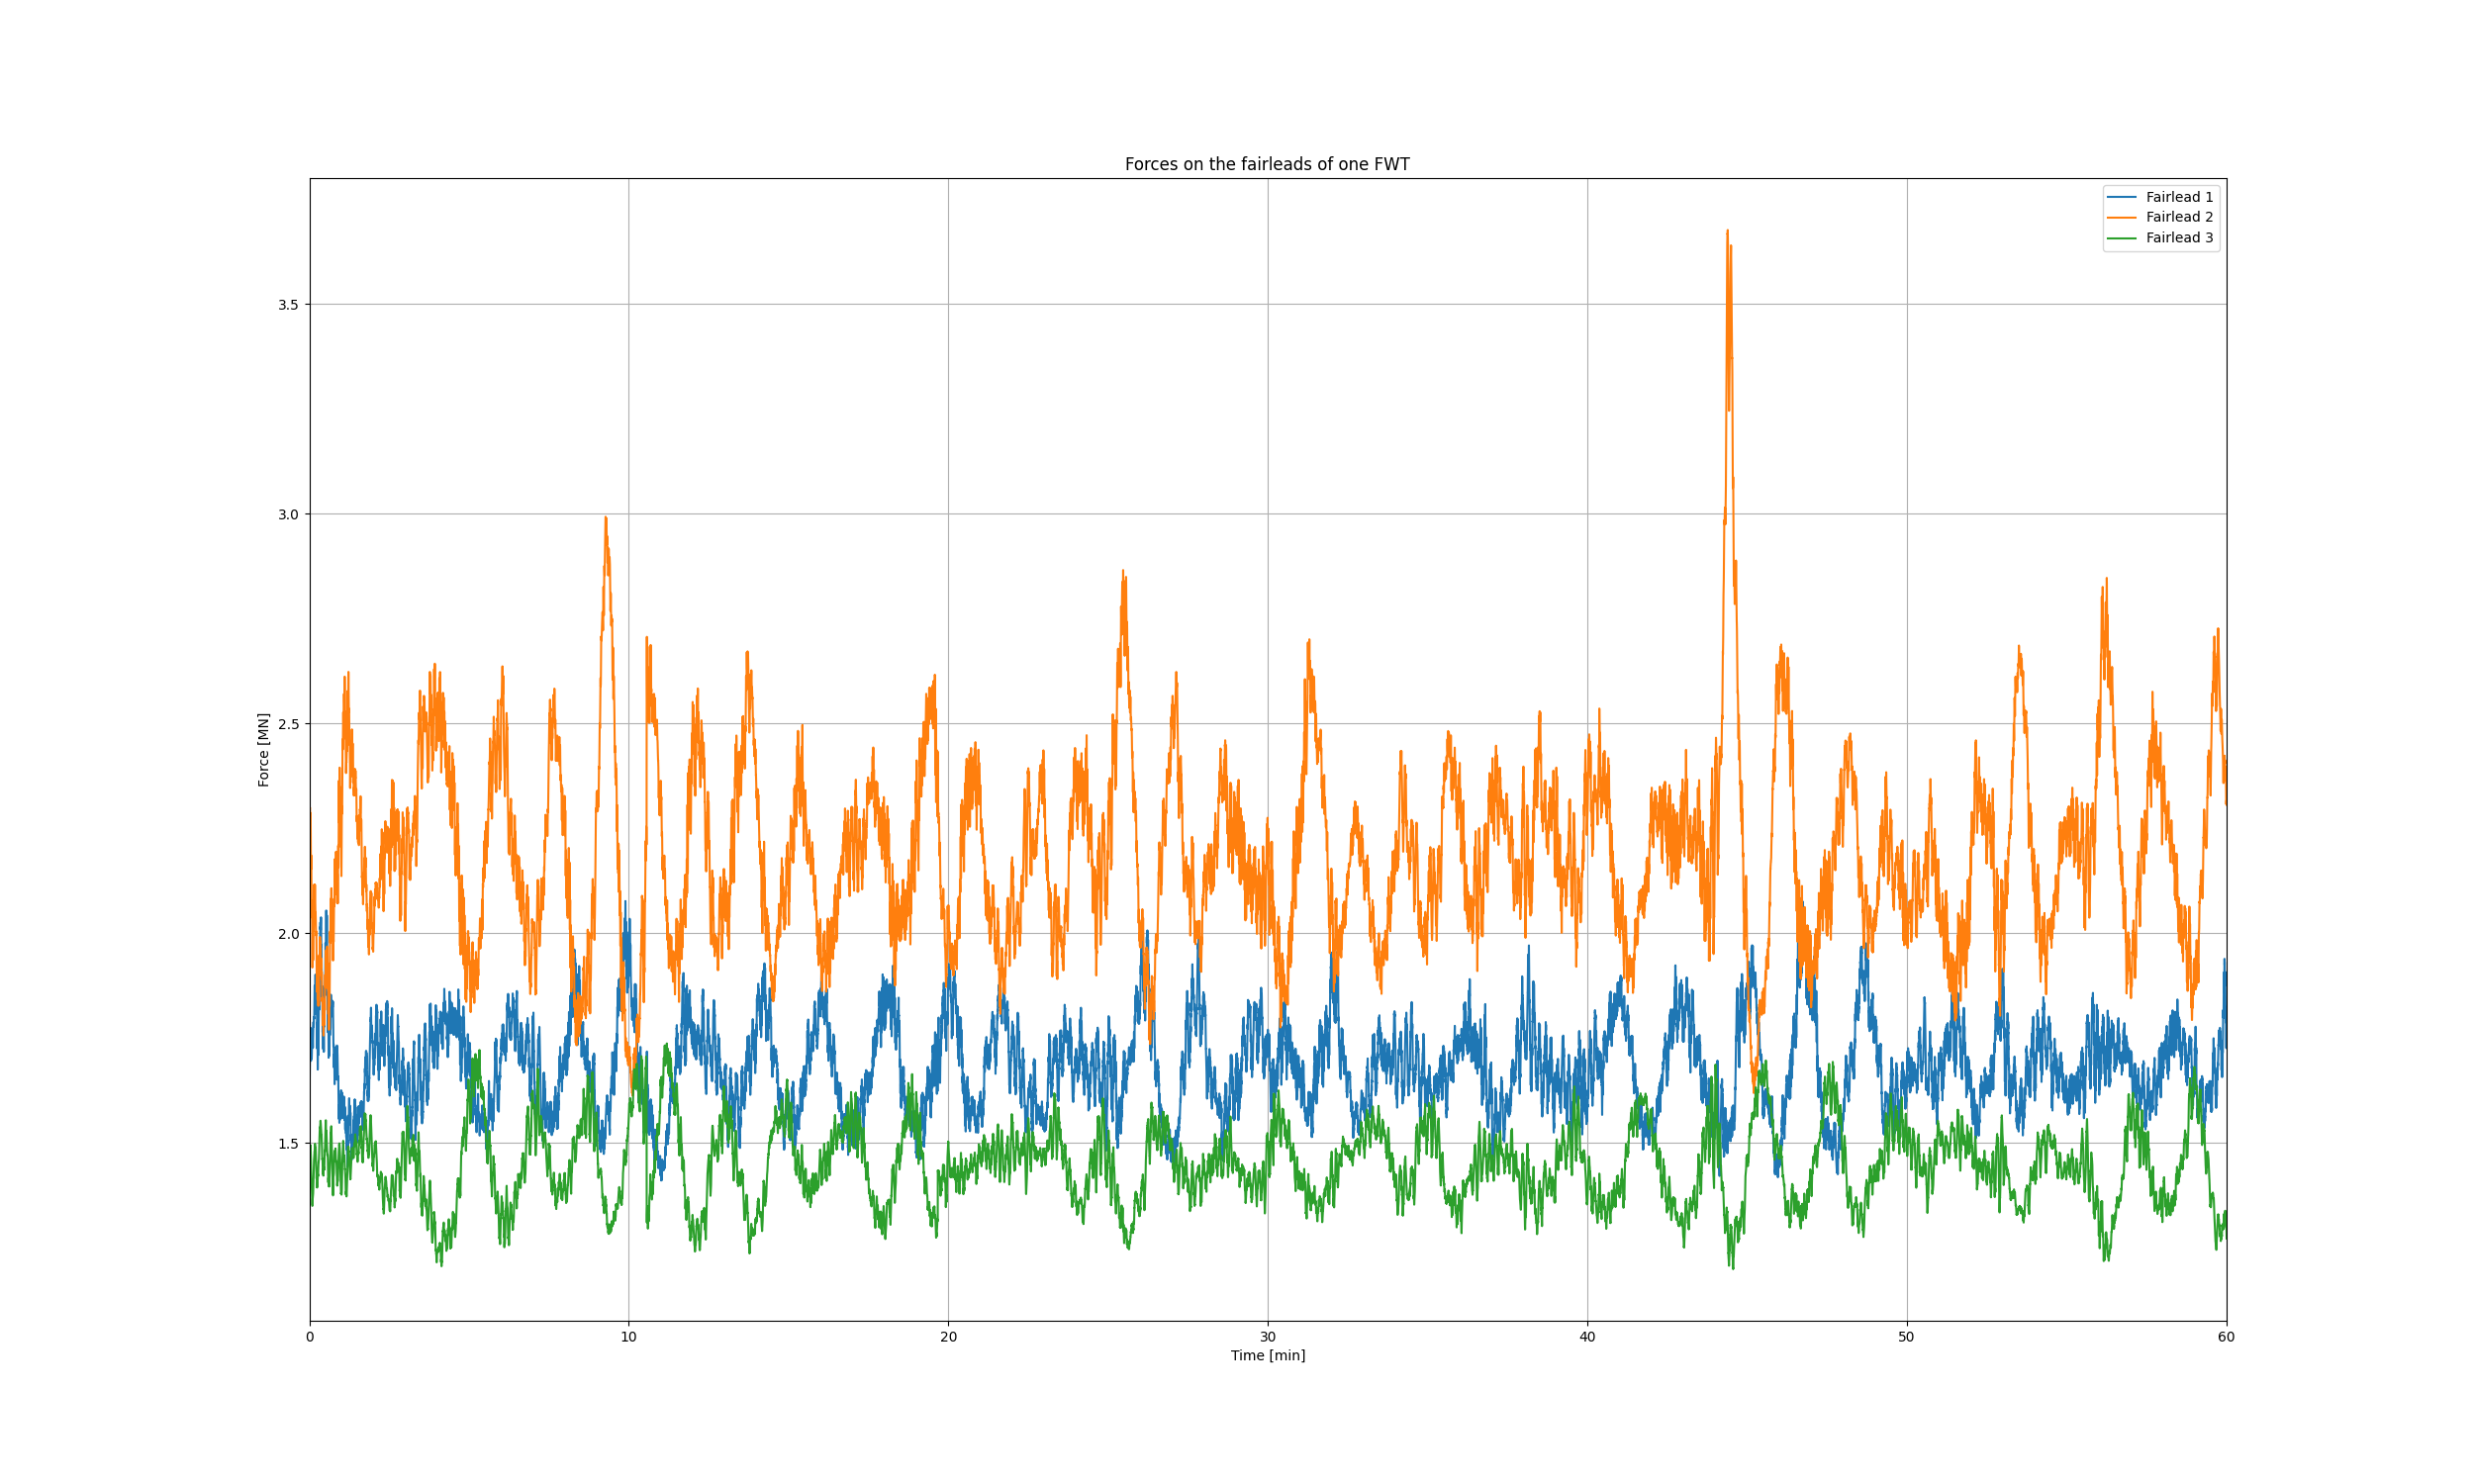 Forces on the fairleads of one FWT
Fairlead 1
Fairlead 2
Fairlead 3
3.5
3.0
2.5
2.0
1.5
Force [MN]
0 10 20 30 40 50 60
Time [min]